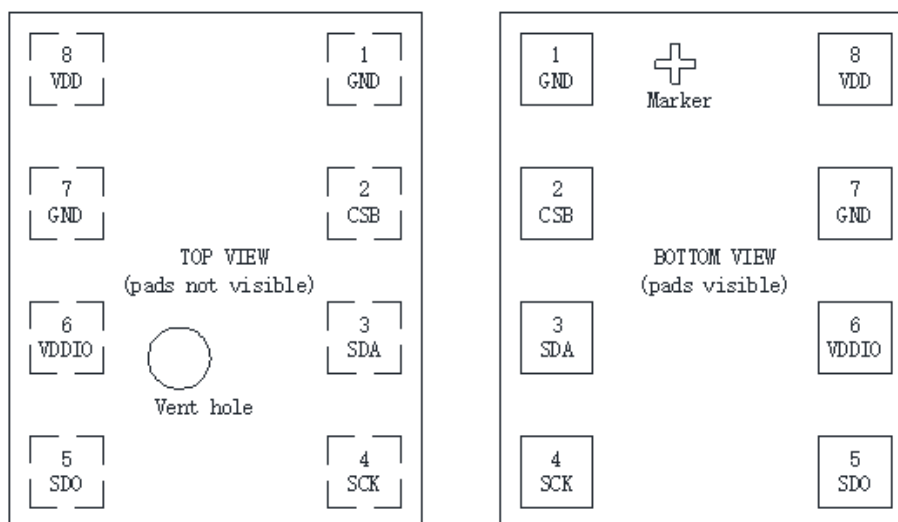 8
VDD
1
GND
7
GND
2
CSB
TOP VIEW
(pads not visible)
6
VDDIO
3
SDA
Vent hole
5
SDO
4
SCK
1
GND
Marker
8
VDD
2
CSB
7
GND
BOTTOM VIEW
(pads visible)
3
SDA
6
VDDIO
4
SCK
5
SDO